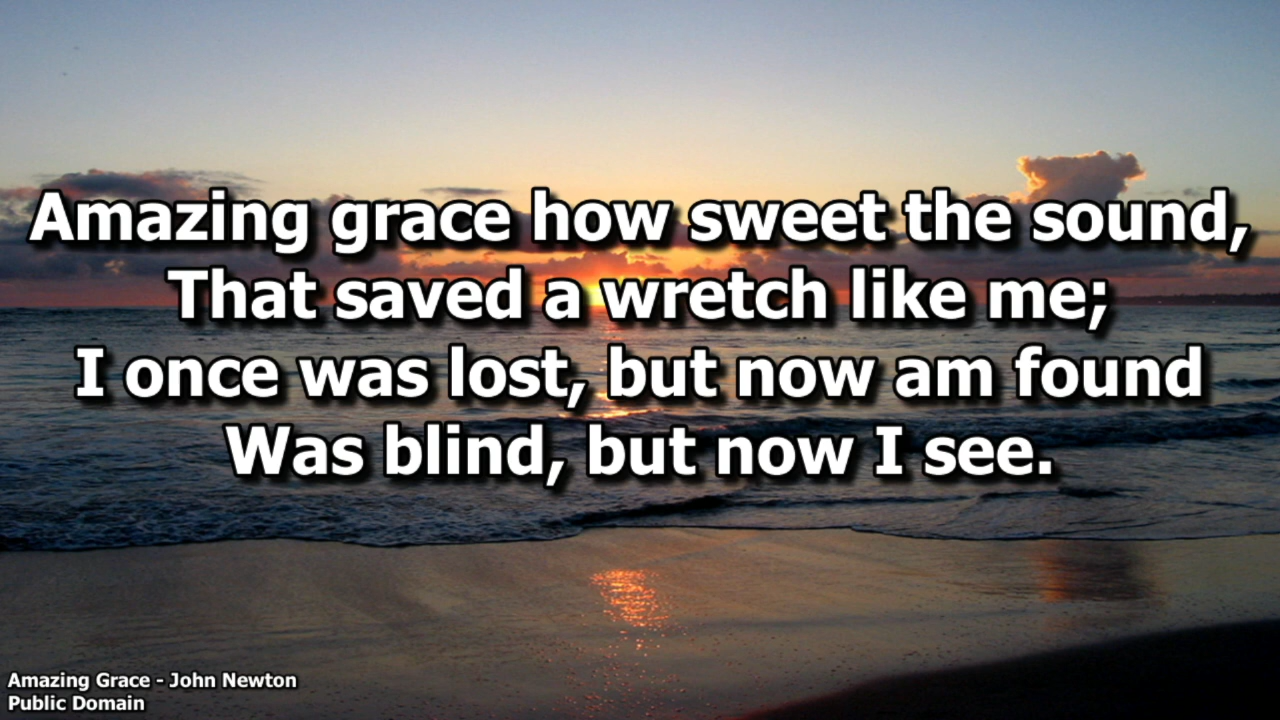 Amazing grace how sweet the sound,
That saved a wretch like me;
I once was lost, but now am found
Was blind, but now I see.
Amazing Grace - John Newton
Public Domain